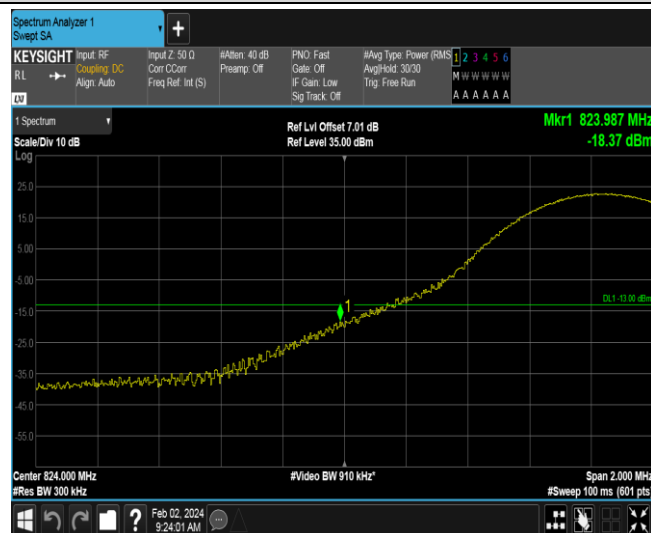 Spectrum Analyzer 1
Swept SA
+
KEYSIGHT Input: RF Input Z: 50 Ω #Atten: 40 dB PNO: Fast #Avg Type: Power (RMS 1 2 3 4 5 6
RL Coupling: DC Corr CCorr Preamp: Off Gate: Off Avg|Hold: 30/30 M W W W W W
Align: Auto Freq Ref: Int (S) IF Gain: Low Trig: Free Run
Sig Track: Off A A A A A A
LXI
1 Spectrum
Ref Lvl Offset 7.01 dB Mkr1 823.987 MHz
Scale/Div 10 dB Ref Level 35.00 dBm -18.37 dBm
Log
25.0
15.0
5.00
-5.00
DL1 -13.00 dBm
1
-15.0
-25.0
-35.0
-45.0
-55.0
Center 824.000 MHz #Video BW 910 kHz* Span 2.000 MHz
#Res BW 300 kHz #Sweep 100 ms (601 pts
? Feb 02, 2024
9:24:01 AM